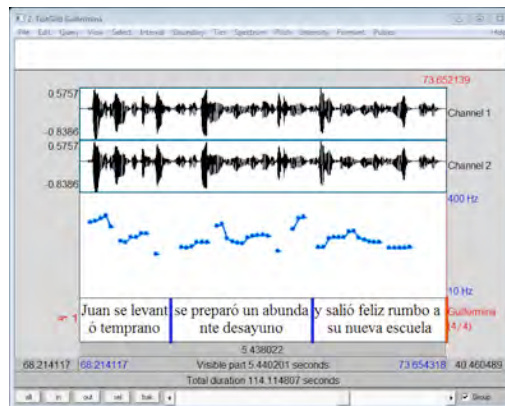 2. TextGrid Guillermina
File Edit Query View Select Interval Boundary Tier Spectrum Pitch Intensity Formant Pulses Help
73.652139
0.5757
-0.8386
Channel 1
0.5757
-0.8386
Channel 2
400 Hz
10 Hz
1
Juan se levant
ó temprano
se preparó un abunda
nte desayuno
y salió feliz rumbo a
su nueva escuela
Guillermina
(4/4)
5.438022
68.214117 68.214117 Visible part 5.440201 seconds 73.654318 40.460489
Total duration 114.114807 seconds
all in out sel bak Group